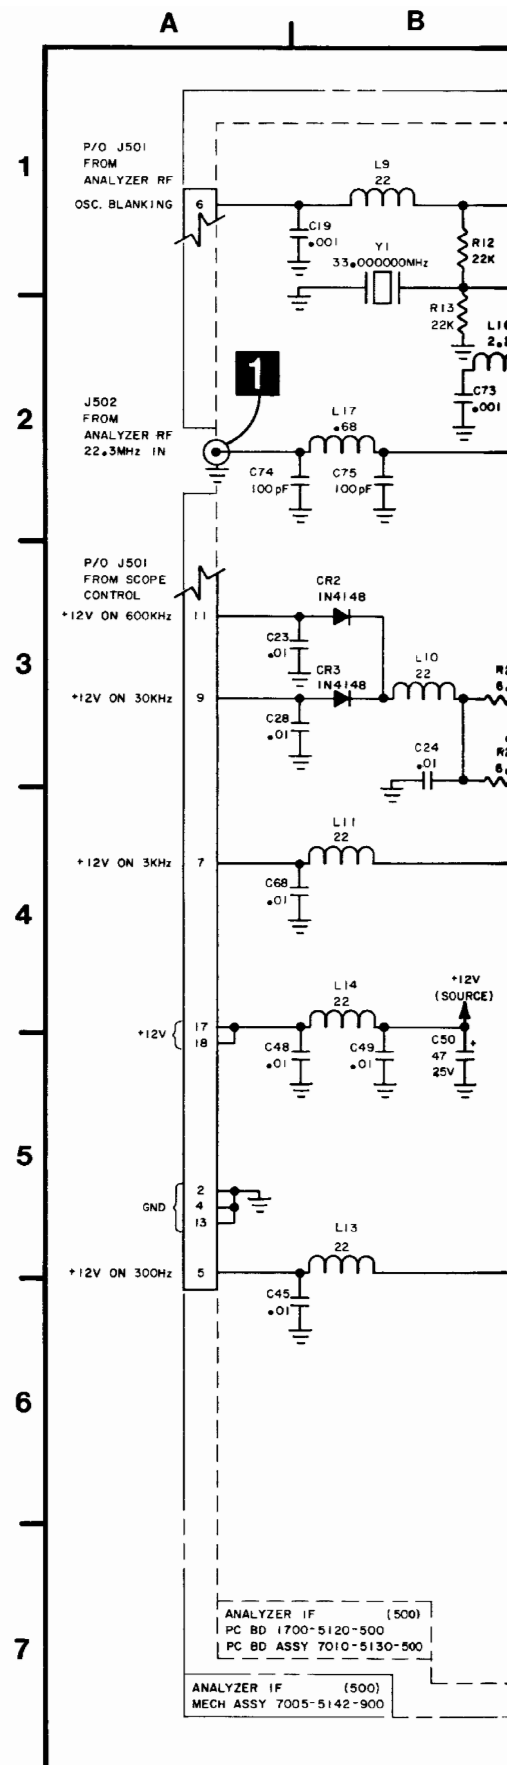 A
B
1
P/O J501
FROM
ANALYZER RF
OSC. BLANKING
6
L9
22
C19
.001
Y1
33.000000MHz
R12
22K
R13
22K
1
2
J502
FROM
ANALYZER RF
22.3MHz IN
L17
.68
C74
100pF
C75
100pF
C73
.001
P/O J501
FROM SCOPE
CONTROL
+12V ON 600KHz
11
CR2
1N4148
C23
.01
3
CR3
1N4148
L10
22
+12V ON 30KHz
9
C28
.01
C24
.01
L11
22
+12V ON 3KHz
7
C68
.01
4
L14
22
+12V
(SOURCE)
+12V
17
18
C48
.01
C49
.01
C50
47
25V
+
5
GND
2
4
13
L13
22
+12V ON 300Hz
5
C45
.01
6
7
ANALYZER IF (500)
PC BD 1700-5120-500
PC BD ASSY 7010-5130-500
ANALYZER IF (500)
MECH ASSY 7005-5142-900